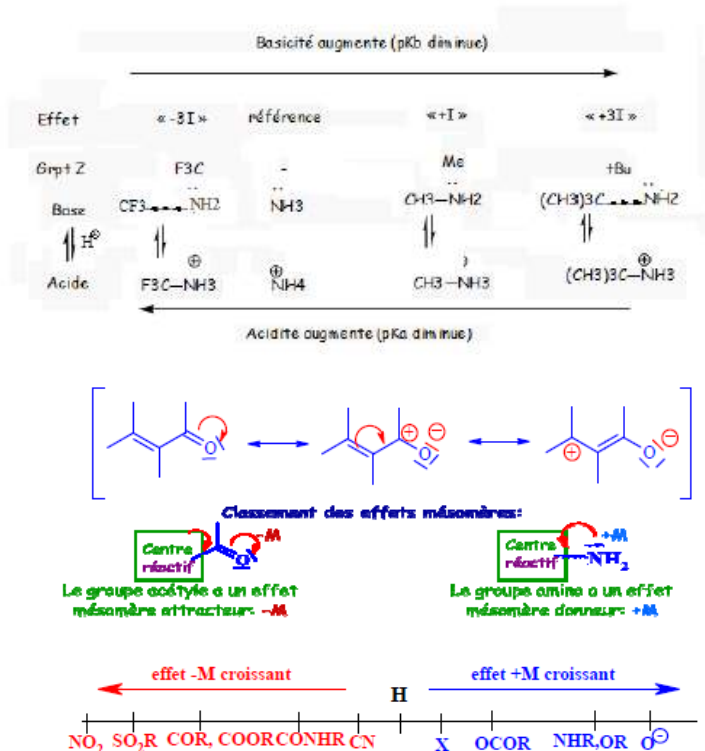 Basicité augmente (pKb diminue)
Effet «-3I» référence «+I» «+3I»
Grpt Z F3C - Me +Bu
Base CF3 NH2 NH3 CH3-NH2 (CH3)3C NH2
H⊕
Acide F3C-NH3 ⊕ NH4 ⊕ CH3-NH3 (CH3)3C-NH3 ⊕
Acidite augmente (pKa diminue)
O ⊕ O ⊖ ⊕ O ⊖
Classement des effets mésomères:
Centre réactif O -M Centre réactif NH2 +M
Le groupe acétyle a un effet mésomère attracteur: -M
Le groupe amino a un effet mésomère donneur: +M
effet -M croissant H effet +M croissant
NO2 SO2R COR, COOR CONHR CN X OCOR NHR,OR O⊖